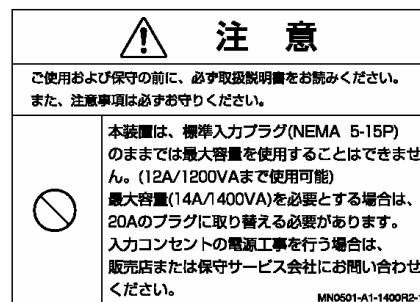 注 意
ご使用および保守の前に、必ず取扱説明書をお読みください。
また、注意事項は必ずお守りください。
本装置は、標準入力プラグ(NEMA 5-15P)
のままでは最大容量を使用することはできませ
ん。(12A/1200VAまで使用可能)
最大容量(14A/1400VA)を必要とする場合は、
20Aのプラグに取り替える必要があります。
入力コンセントの電源工事を行う場合は、
販売店または保守サービス会社にお問い合わせ
ください。
MN0501-A1-1400R2-